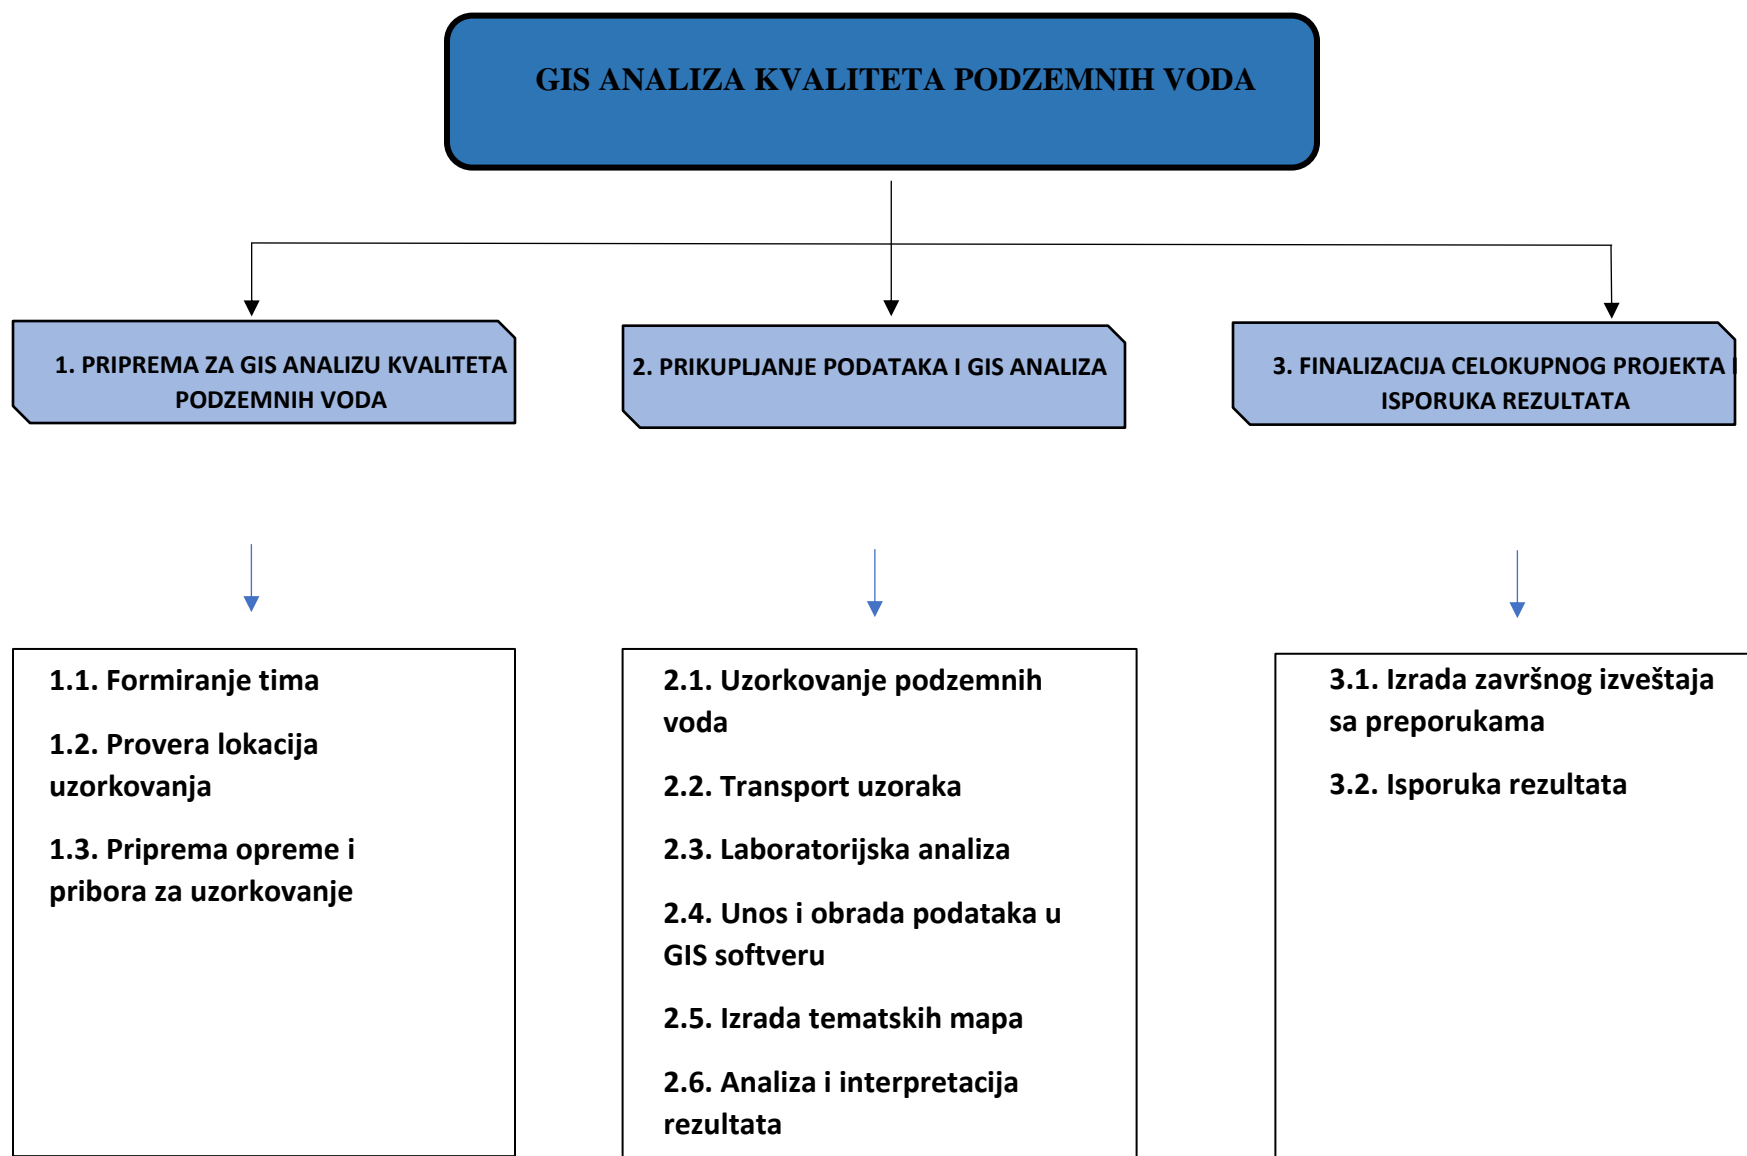 GIS ANALIZA KVALITETA PODZEMNIH VODA
1. PRIPREMA ZA GIS ANALIZU KVALITETA
PODZEMNIH VODA
2. PRIKUPLJANJE PODATAKA I GIS ANALIZA
3. FINALIZACIJA CELOKUPNOG PROJEKTA I
ISPORUKA REZULTATA
1.1. Formiranje tima
1.2. Provera lokacija
uzorkovanja
1.3. Priprema opreme i
pribora za uzorkovanje
2.1. Uzorkovanje podzemnih
voda
2.2. Transport uzoraka
2.3. Laboratorijska analiza
2.4. Unos i obrada podataka u
GIS softveru
2.5. Izrada tematskih mapa
2.6. Analiza i interpretacija
rezultata
3.1. Izrada završnog izveštaja
sa preporukama
3.2. Isporuka rezultata